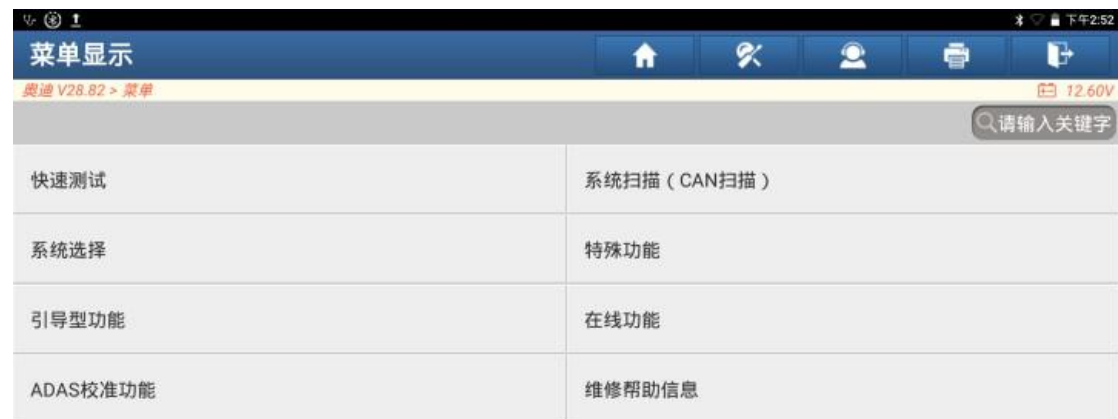 下午2:52
菜单显示
奥迪 V28.82 > 菜单 12.60V
请输入关键字
快速测试 系统扫描（CAN扫描）
系统选择 特殊功能
引导型功能 在线功能
ADAS校准功能 维修帮助信息